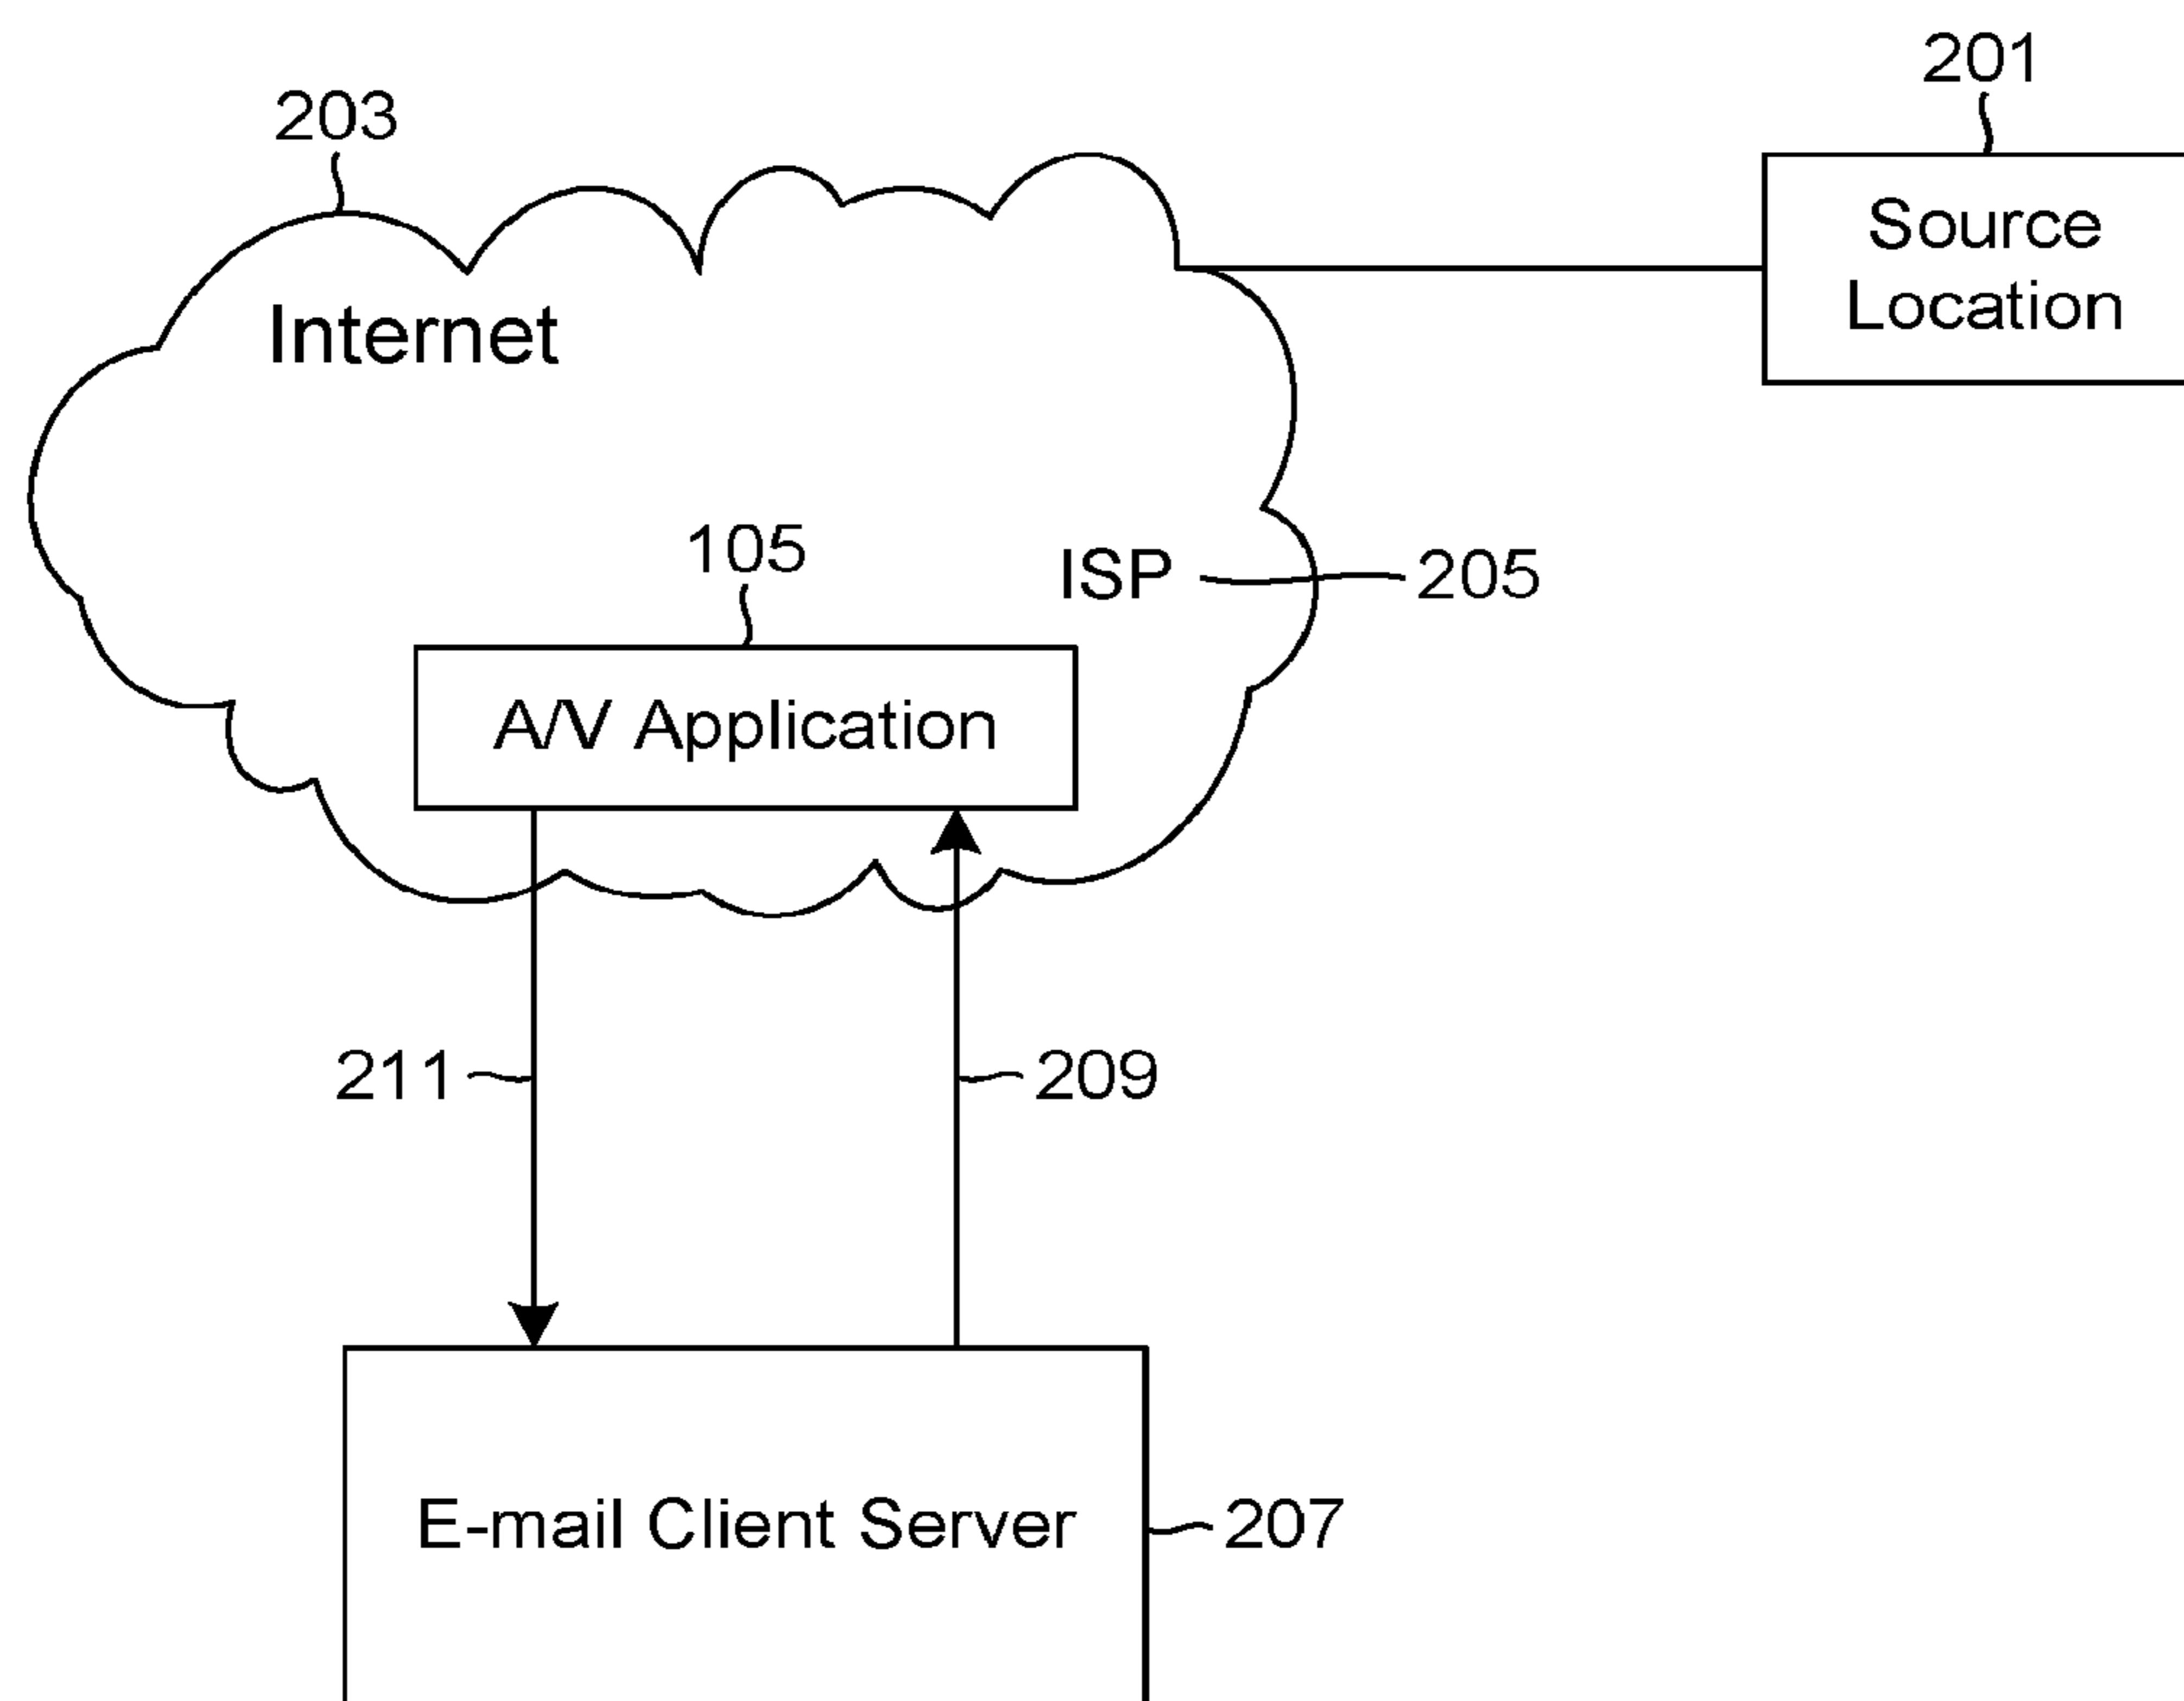 201
203
Source
Location
Internet
105
ISP
205
A/V Application
211
209
E-mail Client Server
207